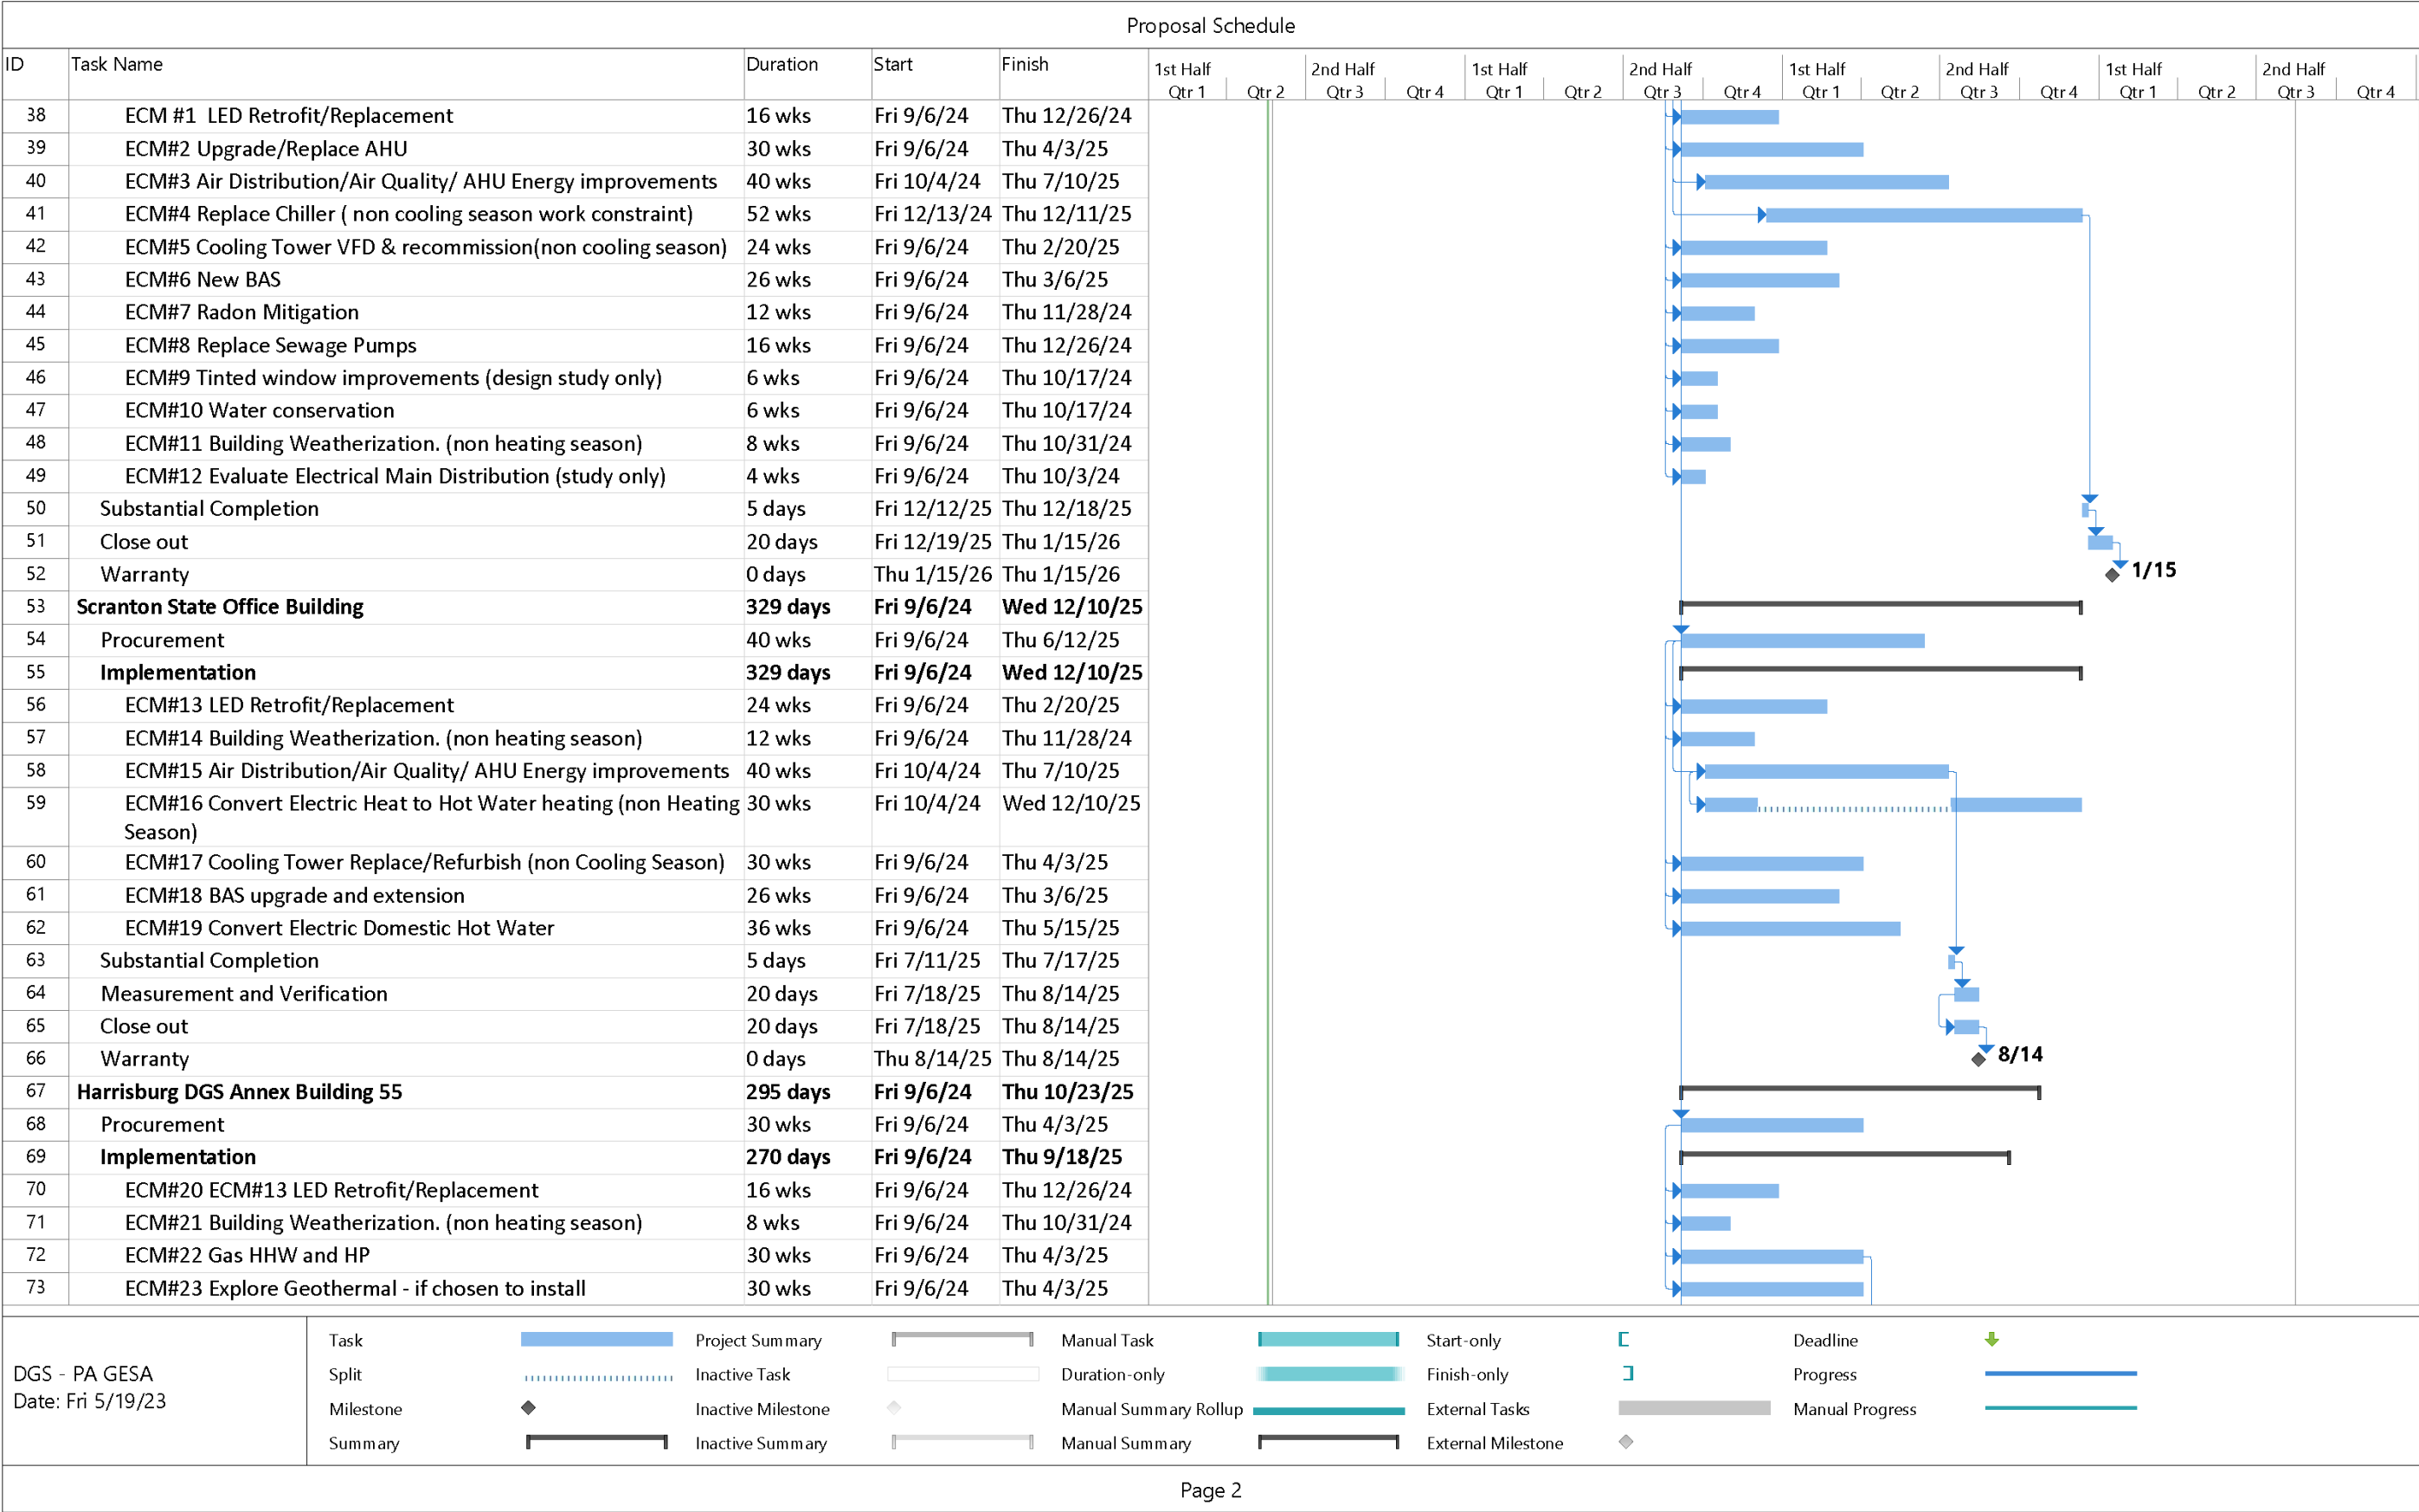 Proposal Schedule
ID Task Name Duration Start Finish 1st Half 2nd Half 1st Half 2nd Half 1st Half 2nd Half 1st Half 2nd Half
Qtr 1 Qtr 2 Qtr 3 Qtr 4 Qtr 1 Qtr 2 Qtr 3 Qtr 4 Qtr 1 Qtr 2 Qtr 3 Qtr 4 Qtr 1 Qtr 2 Qtr 3 Qtr 4
38 ECM #1 LED Retrofit/Replacement 16 wks Fri 9/6/24 Thu 12/26/24
39 ECM#2 Upgrade/Replace AHU 30 wks Fri 9/6/24 Thu 4/3/25
40 ECM#3 Air Distribution/Air Quality/ AHU Energy improvements 40 wks Fri 10/4/24 Thu 7/10/25
41 ECM#4 Replace Chiller ( non cooling season work constraint) 52 wks Fri 12/13/24 Thu 12/11/25
42 ECM#5 Cooling Tower VFD & recommission(non cooling season) 24 wks Fri 9/6/24 Thu 2/20/25
43 ECM#6 New BAS 26 wks Fri 9/6/24 Thu 3/6/25
44 ECM#7 Radon Mitigation 12 wks Fri 9/6/24 Thu 11/28/24
45 ECM#8 Replace Sewage Pumps 16 wks Fri 9/6/24 Thu 12/26/24
46 ECM#9 Tinted window improvements (design study only) 6 wks Fri 9/6/24 Thu 10/17/24
47 ECM#10 Water conservation 6 wks Fri 9/6/24 Thu 10/17/24
48 ECM#11 Building Weatherization. (non heating season) 8 wks Fri 9/6/24 Thu 10/31/24
49 ECM#12 Evaluate Electrical Main Distribution (study only) 4 wks Fri 9/6/24 Thu 10/3/24
50 Substantial Completion 5 days Fri 12/12/25 Thu 12/18/25
51 Close out 20 days Fri 12/19/25 Thu 1/15/26
52 Warranty 0 days Thu 1/15/26 Thu 1/15/26 1/15
53 Scranton State Office Building 329 days Fri 9/6/24 Wed 12/10/25
54 Procurement 40 wks Fri 9/6/24 Thu 6/12/25
55 Implementation 329 days Fri 9/6/24 Wed 12/10/25
56 ECM#13 LED Retrofit/Replacement 24 wks Fri 9/6/24 Thu 2/20/25
57 ECM#14 Building Weatherization. (non heating season) 12 wks Fri 9/6/24 Thu 11/28/24
58 ECM#15 Air Distribution/Air Quality/ AHU Energy improvements 40 wks Fri 10/4/24 Thu 7/10/25
59 ECM#16 Convert Electric Heat to Hot Water heating (non Heating 30 wks Fri 10/4/24 Wed 12/10/25
Season)
60 ECM#17 Cooling Tower Replace/Refurbish (non Cooling Season) 30 wks Fri 9/6/24 Thu 4/3/25
61 ECM#18 BAS upgrade and extension 26 wks Fri 9/6/24 Thu 3/6/25
62 ECM#19 Convert Electric Domestic Hot Water 36 wks Fri 9/6/24 Thu 5/15/25
63 Substantial Completion 5 days Fri 7/11/25 Thu 7/17/25
64 Measurement and Verification 20 days Fri 7/18/25 Thu 8/14/25
65 Close out 20 days Fri 7/18/25 Thu 8/14/25
66 Warranty 0 days Thu 8/14/25 Thu 8/14/25 8/14
67 Harrisburg DGS Annex Building 55 295 days Fri 9/6/24 Thu 10/23/25
68 Procurement 30 wks Fri 9/6/24 Thu 4/3/25
69 Implementation 270 days Fri 9/6/24 Thu 9/18/25
70 ECM#20 ECM#13 LED Retrofit/Replacement 16 wks Fri 9/6/24 Thu 12/26/24
71 ECM#21 Building Weatherization. (non heating season) 8 wks Fri 9/6/24 Thu 10/31/24
72 ECM#22 Gas HHW and HP 30 wks Fri 9/6/24 Thu 4/3/25
73 ECM#23 Explore Geothermal - if chosen to install 30 wks Fri 9/6/24 Thu 4/3/25
DGS - PA GESA
Date: Fri 5/19/23
Task Project Summary Manual Task Start-only Deadline
Split Inactive Task Duration-only Finish-only Progress
Milestone Inactive Milestone Manual Summary Rollup External Tasks Manual Progress
Summary Inactive Summary Manual Summary External Milestone
Page 2